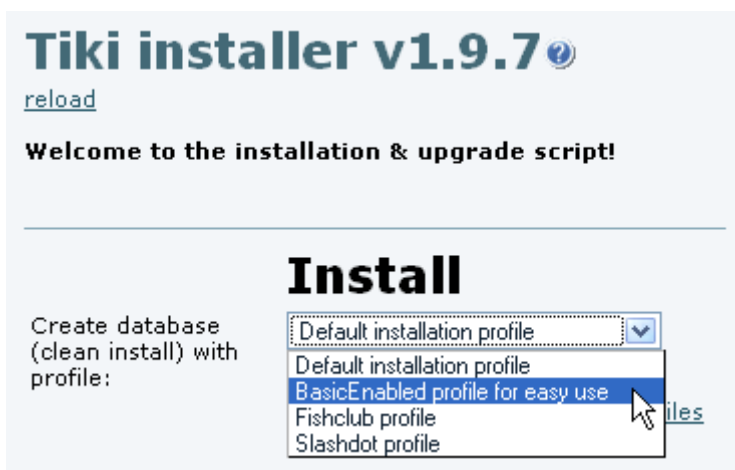 Tiki installer v1.9.7
reload
Welcome to the installation & upgrade script!
Install
Create database
(clean install) with
profile:
Default installation profile
Default installation profile
BasicEnabled profile for easy use
Fishclub profile
Slashdot profile